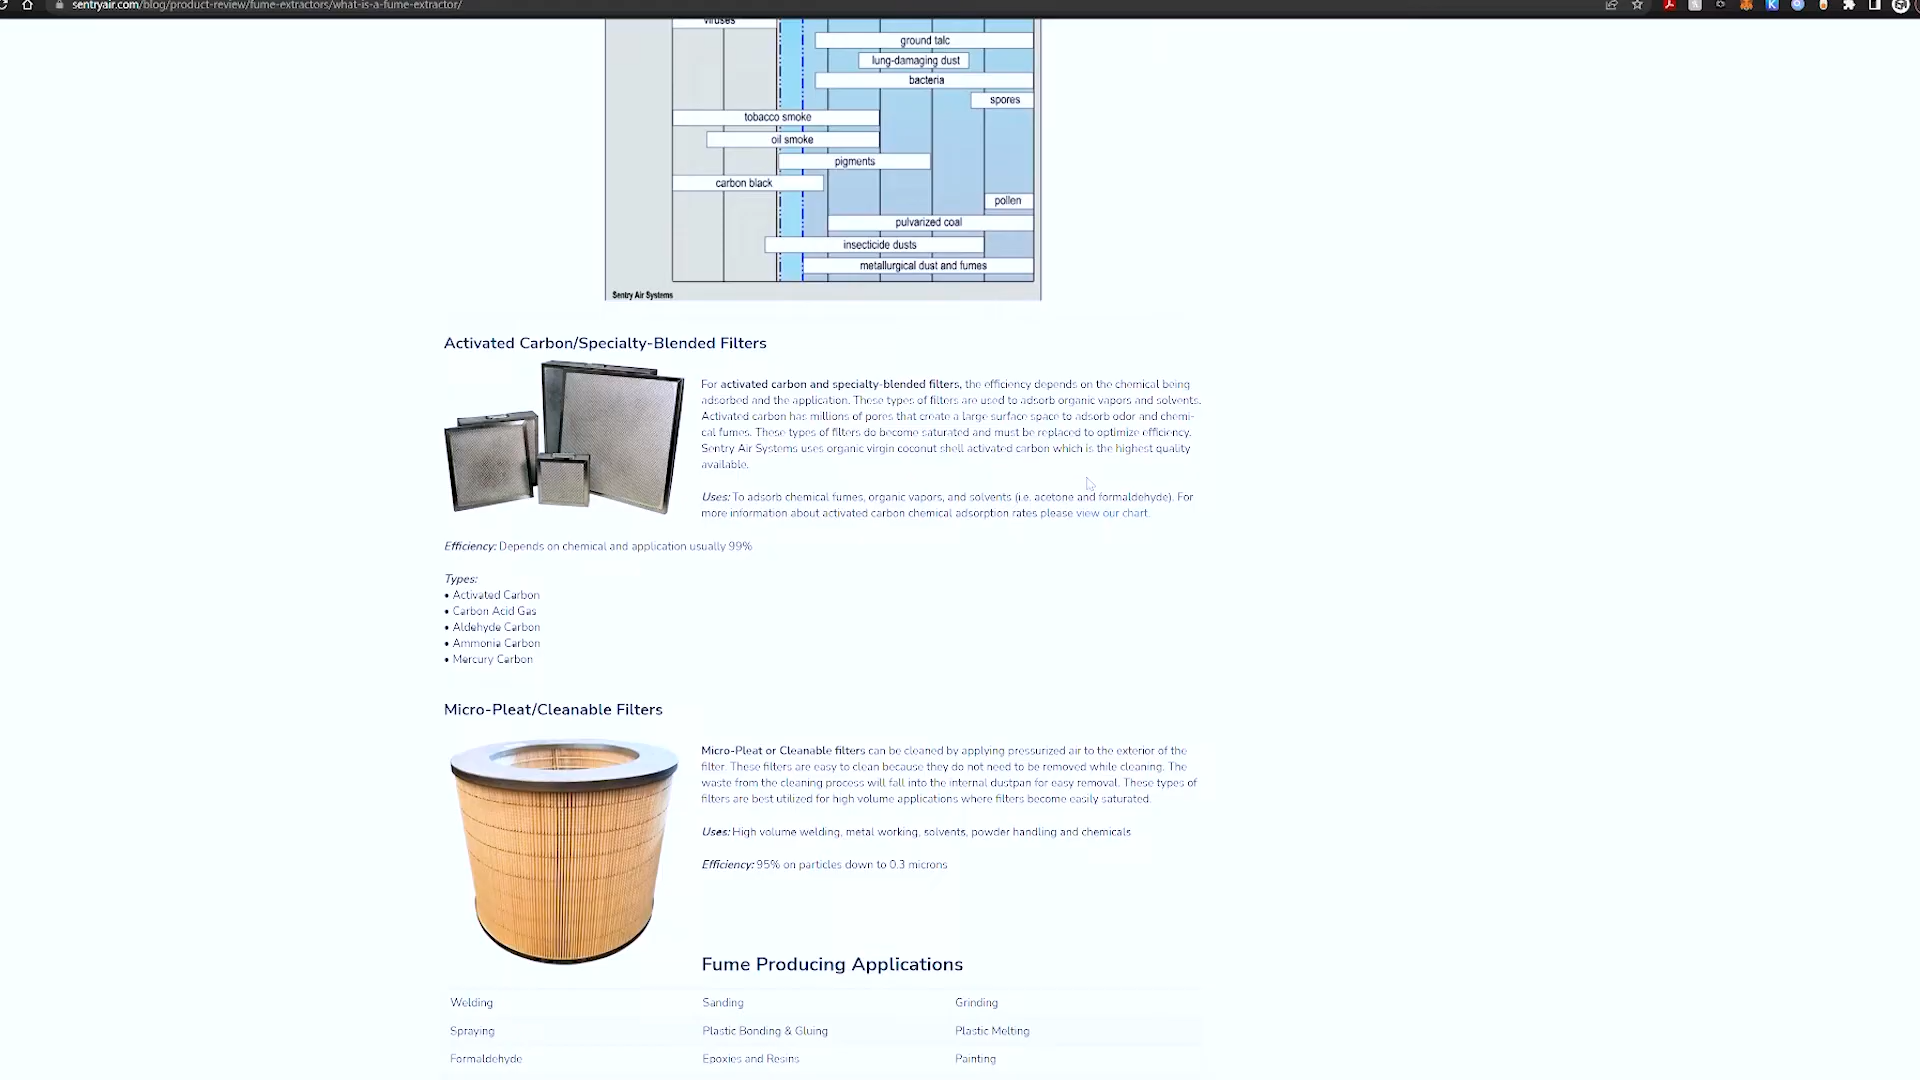 sentryair.com/blog/product-review/fume-extractors/what-is-a-fume-extractor/
viruses
ground talc
lung-damaging dust
bacteria
spores
tobacco smoke
oil smoke
pigments
carbon black
pollen
pulvarized coal
insecticide dusts
metallurgical dust and fumes
Sentry Air Systems
Activated Carbon/Specialty-Blended Filters
For activated carbon and specialty-blended filters, the efficiency depends on the chemical being
adsorbed and the application. These types of filters are used to adsorb organic vapors and solvents.
Activated carbon has millions of pores that create a large surface space to adsorb odor and chemi-
cal fumes. These types of filters do become saturated and must be replaced to optimize efficiency.
Sentry Air Systems uses organic virgin coconut shell activated carbon which is the highest quality
available.
Uses: To adsorb chemical fumes, organic vapors, and solvents (i.e. acetone and formaldehyde). For
more information about activated carbon chemical adsorption rates please view our chart.
Efficiency: Depends on chemical and application usually 99%
Types:
• Activated Carbon
• Carbon Acid Gas
• Aldehyde Carbon
• Ammonia Carbon
• Mercury Carbon
Micro-Pleat/Cleanable Filters
Micro-Pleat or Cleanable filters can be cleaned by applying pressurized air to the exterior of the
filter. These filters are easy to clean because they do not need to be removed while cleaning. The
waste from the cleaning process will fall into the internal dustpan for easy removal. These types of
filters are best utilized for high volume applications where filters become easily saturated.
Uses: High volume welding, metal working, solvents, powder handling and chemicals
Efficiency: 95% on particles down to 0.3 microns
Fume Producing Applications
Welding Sanding Grinding
Spraying Plastic Bonding & Gluing Plastic Melting
Formaldehyde Epoxies and Resins Painting